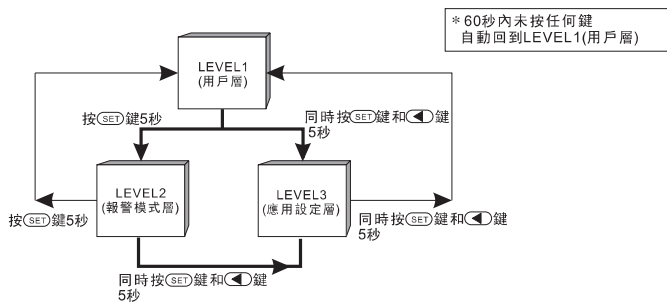 ＊60秒內未按任何鍵
自動回到LEVEL1(用戶層)
LEVEL1
(用戶層)
按SET鍵5秒
同時按SET鍵和◀鍵
5秒
LEVEL2
(報警模式層)
LEVEL3
(應用設定層)
按SET鍵5秒
同時按SET鍵和◀鍵
5秒
同時按SET鍵和◀鍵
5秒